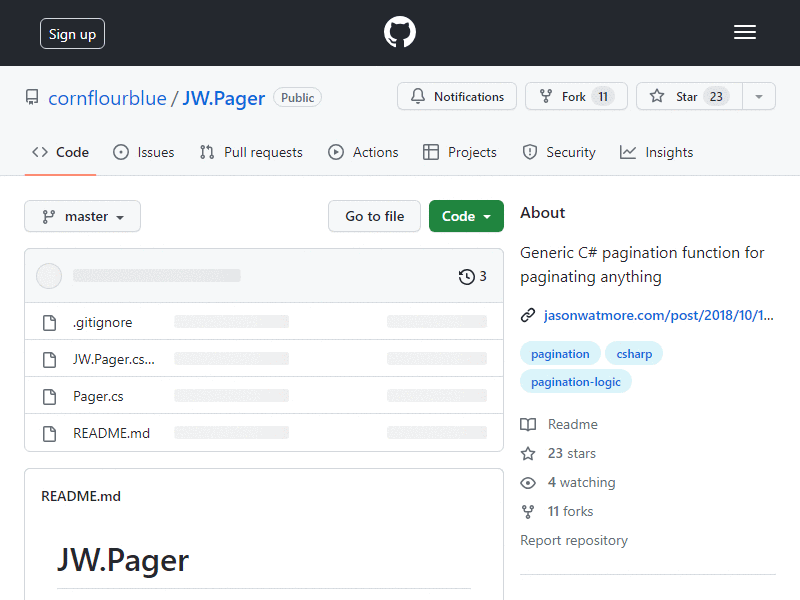 Sign up
cornflourblue / JW.Pager Public
Notifications
Fork 11
Star 23
Code
Issues
Pull requests
Actions
Projects
Security
Insights
master
Go to file
Code
3
.gitignore
JW.Pager.cs...
Pager.cs
README.md
README.md
JW.Pager
About
Generic C# pagination function for
paginating anything
jasonwatmore.com/post/2018/10/1...
pagination csharp
pagination-logic
Readme
23 stars
4 watching
11 forks
Report repository